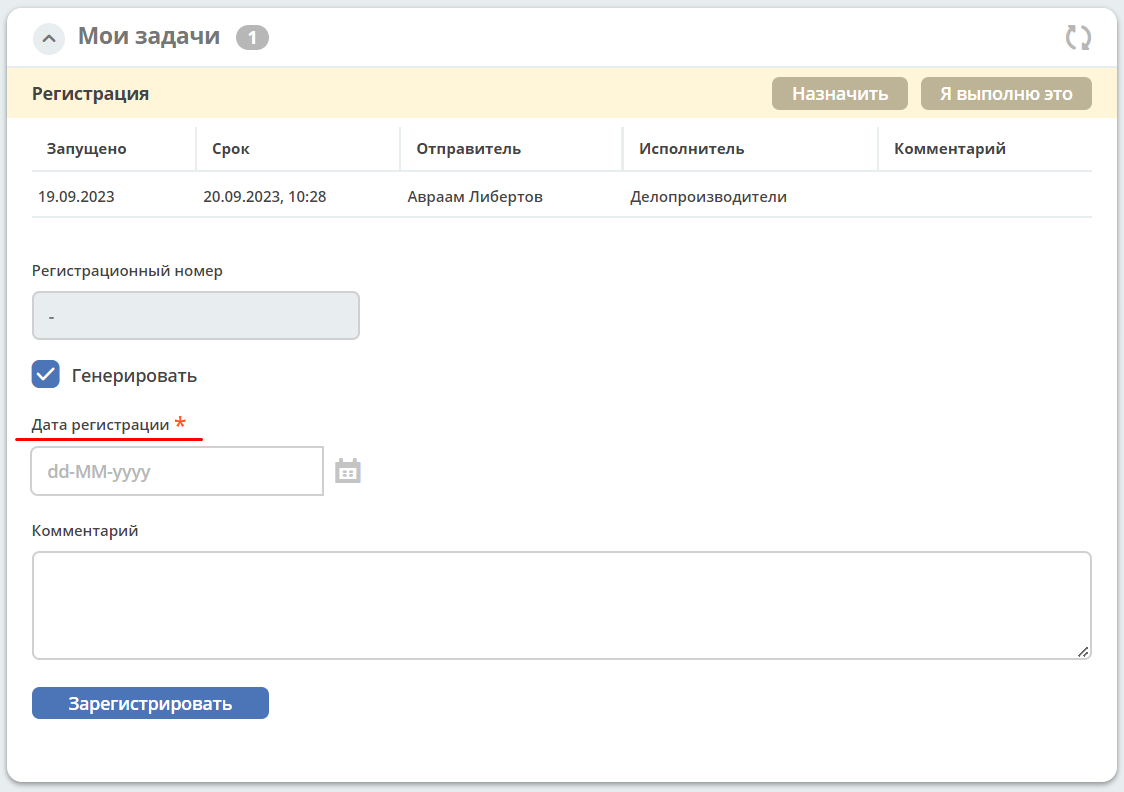 Мои задачи 1
Регистрация Назначить Я выполню это
Запущено Срок Отправитель Исполнитель Комментарий
19.09.2023 20.09.2023, 10:28 Авраам Либертов Делопроизводители
Регистрационный номер
-
Генерировать
Дата регистрации *
dd-MM-yyyy
Комментарий
Зарегистрировать